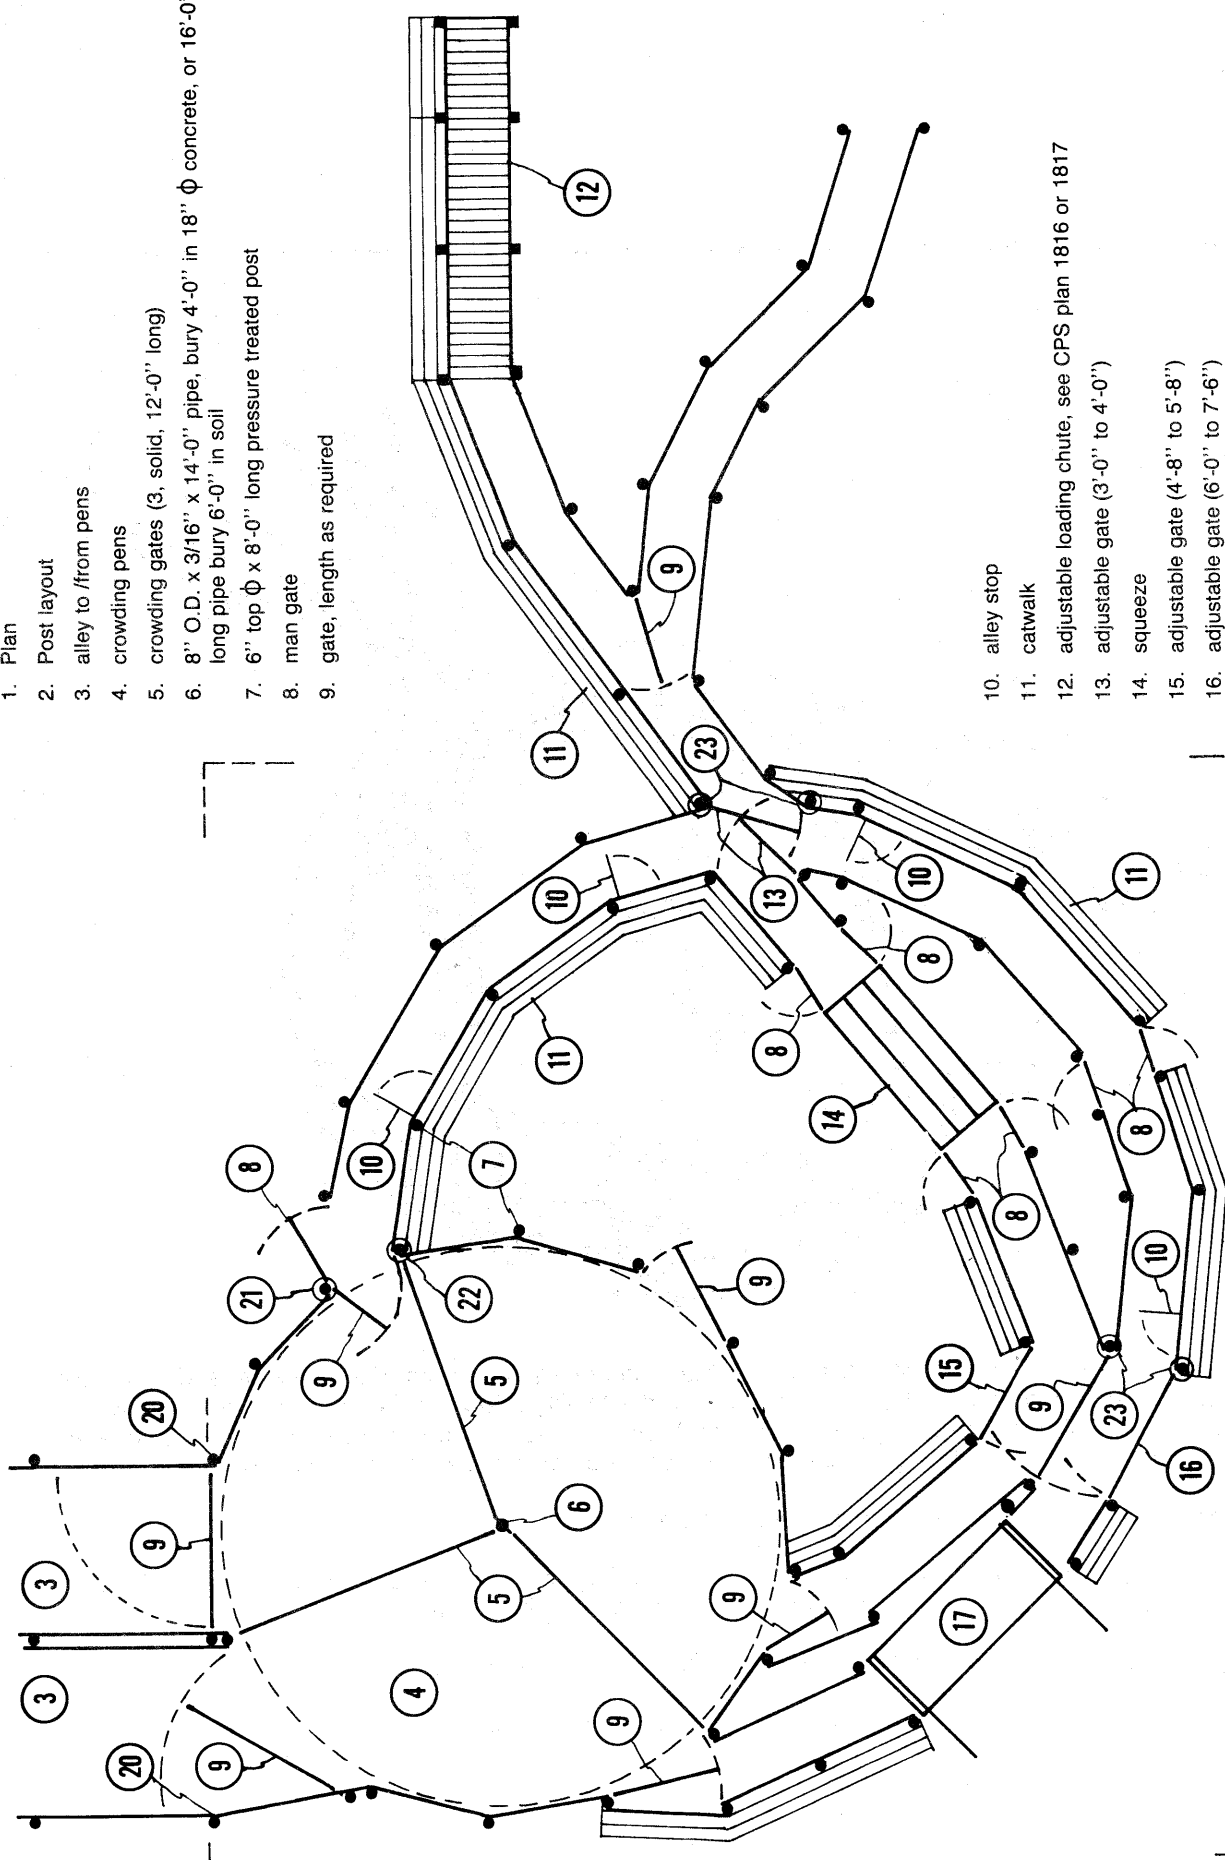 1. Plan
2. Post layout
3. alley to /from pens
4. crowding pens
5. crowding gates (3, solid, 12'-0" long)
6. 8" O.D. x 3/16" x 14'-0" pipe, bury 4'-0" in 18" ϕ concrete, or 16'-0"
long pipe bury 6'-0" in soil
7. 6" top ϕ x 8'-0" long pressure treated post
8. man gate
9. gate, length as required
10. alley stop
11. catwalk
12. adjustable loading chute, see CPS plan 1816 or 1817
13. adjustable gate (3'-0" to 4'-0")
14. squeeze
15. adjustable gate (4'-8" to 5'-8")
16. adjustable gate (6'-0" to 7'-6")
3
3
20
9
9
20
4
9
9
17
5
6
5
9
21
8
22
10
7
9
15
9
23
16
10
8
8
14
8
8
11
10
13
10
11
23
11
9
12